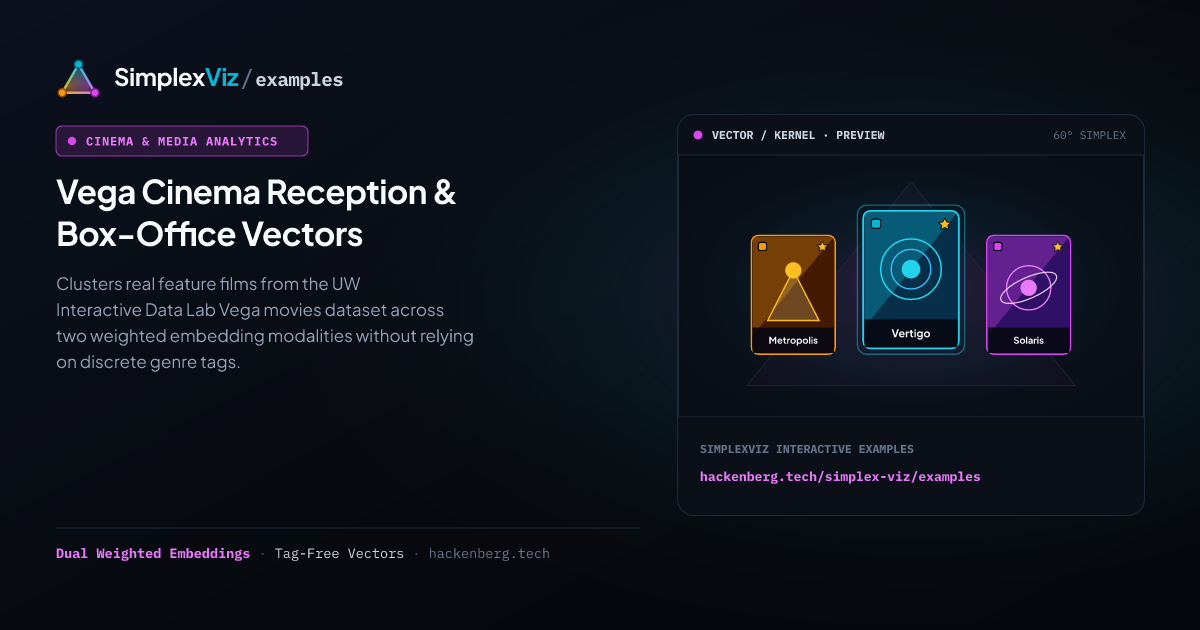 SimplexViz/examples
CINEMA & MEDIA ANALYTICS
Vega Cinema Reception &
Box-Office Vectors
Clusters real feature films from the UW
Interactive Data Lab Vega movies dataset across
two weighted embedding modalities without relying
on discrete genre tags.
Dual Weighted Embeddings · Tag-Free Vectors · hackenberg.tech
VECTOR / KERNEL · PREVIEW
60° SIMPLEX
Metropolis
Vertigo
Solaris
SIMPLEXVIZ INTERACTIVE EXAMPLES
hackenberg.tech/simplex-viz/examples